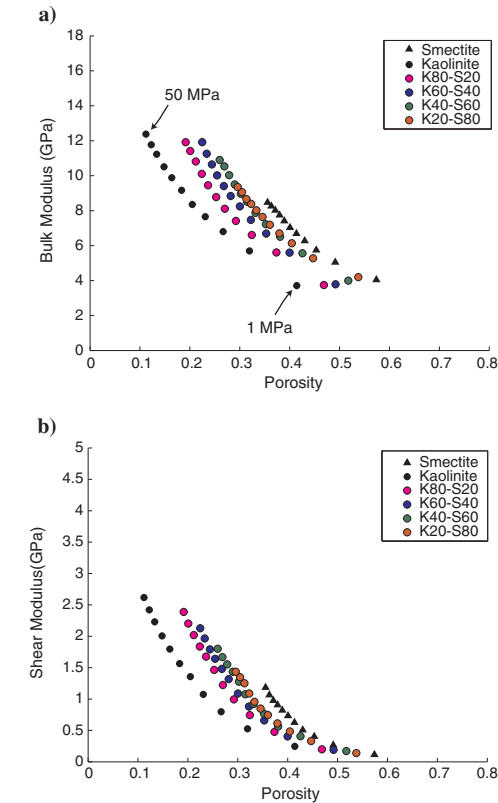 a)
18
16
14
12
10
8
6
4
2
0
Bulk Modulus (GPa)
50 MPa
1 MPa
Smectite
Kaolinite
K80-S20
K60-S40
K40-S60
K20-S80
0 0.1 0.2 0.3 0.4 0.5 0.6 0.7 0.8
Porosity
b)
5
4.5
4
3.5
3
2.5
2
1.5
1
0.5
0
Shear Modulus(GPa)
Smectite
Kaolinite
K80-S20
K60-S40
K40-S60
K20-S80
0 0.1 0.2 0.3 0.4 0.5 0.6 0.7 0.8
Porosity